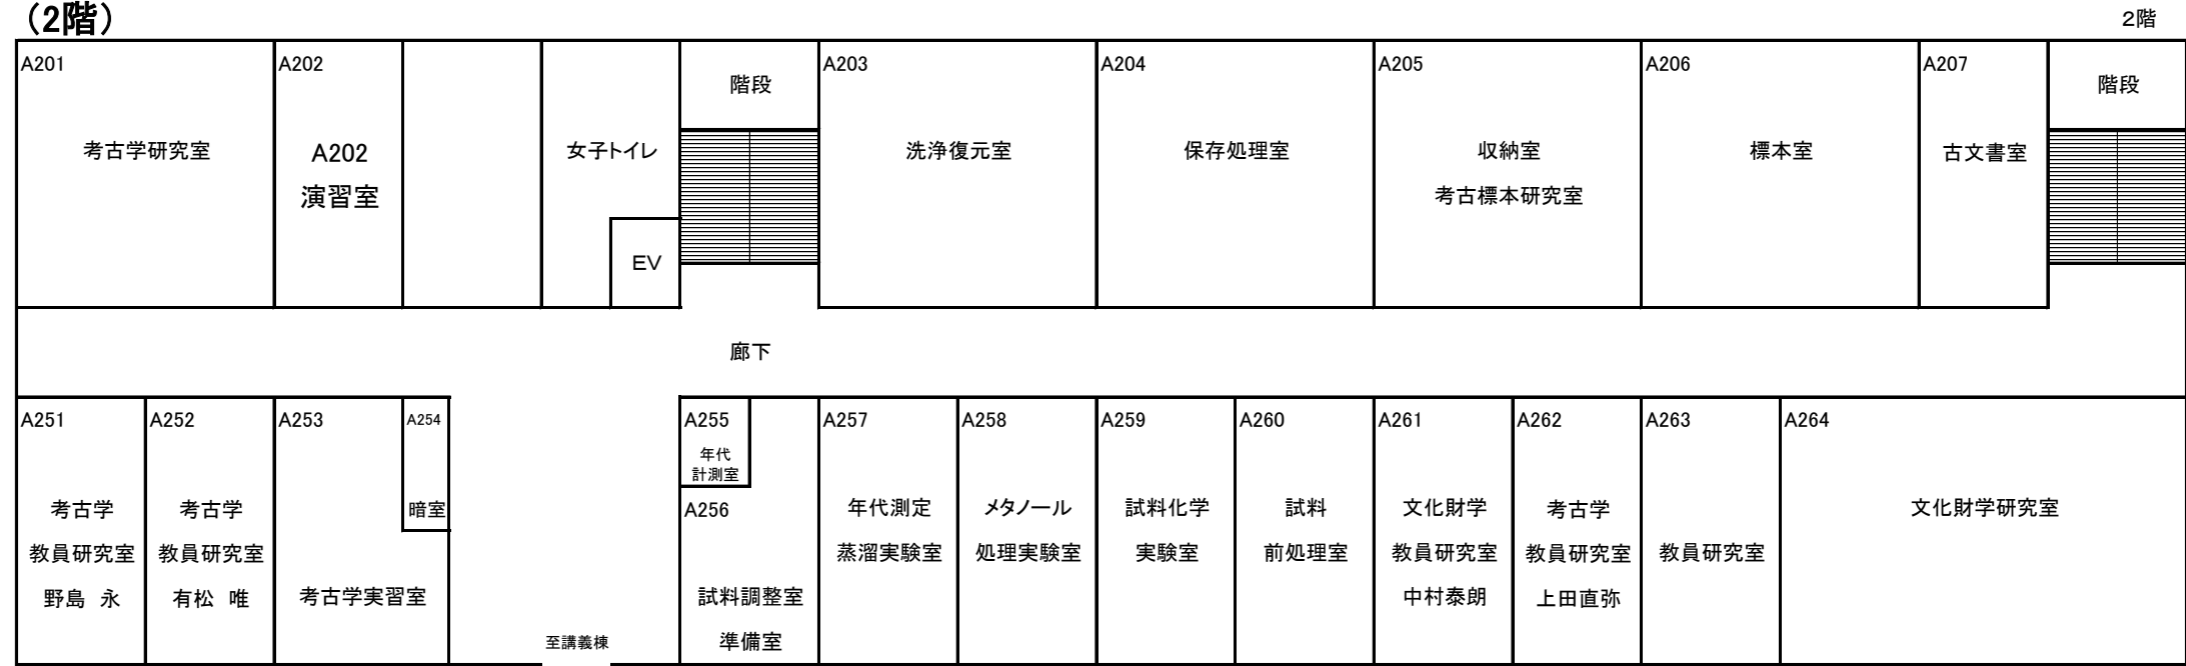 （2階）
２階
A201
考古学研究室
A202
A202
演習室
女子トイレ
EV
階段
A203
洗浄復元室
A204
保存処理室
A205
収納室
考古標本研究室
A206
標本室
A207
古文書室
階段
廊下
A251
考古学
教員研究室
野島　永
A252
考古学
教員研究室
有松　唯
A253
考古学実習室
A254
暗室
至講義棟
A255
年代
計測室
A256
試料調整室
準備室
A257
年代測定
蒸溜実験室
A258
メタノール
処理実験室
A259
試料化学
実験室
A260
試料
前処理室
A261
文化財学
教員研究室
中村泰朗
A262
考古学
教員研究室
上田直弥
A263
教員研究室
A264
文化財学研究室